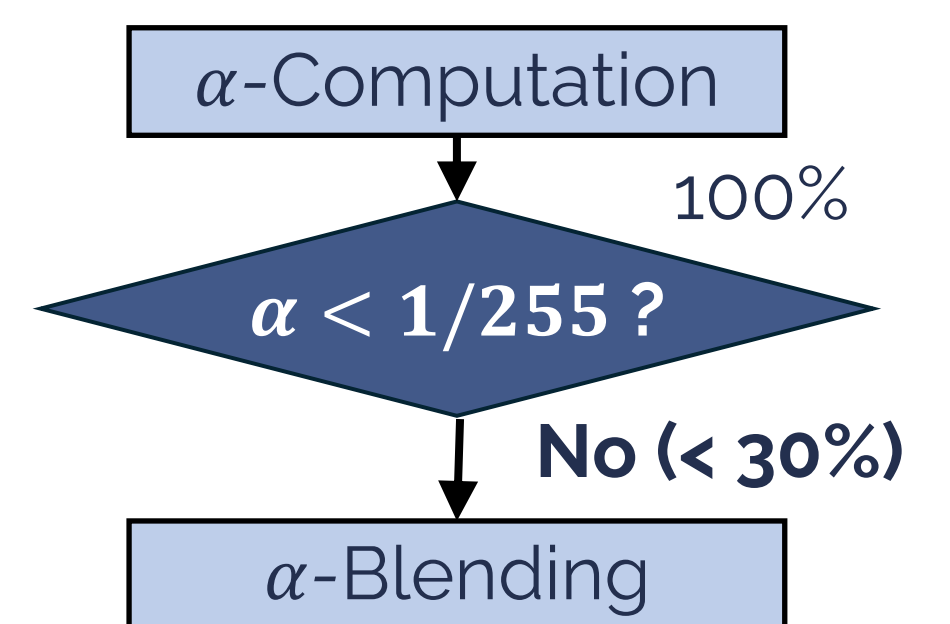 α-Computation
100%
α < 1/255 ?
No (< 30%)
α-Blending